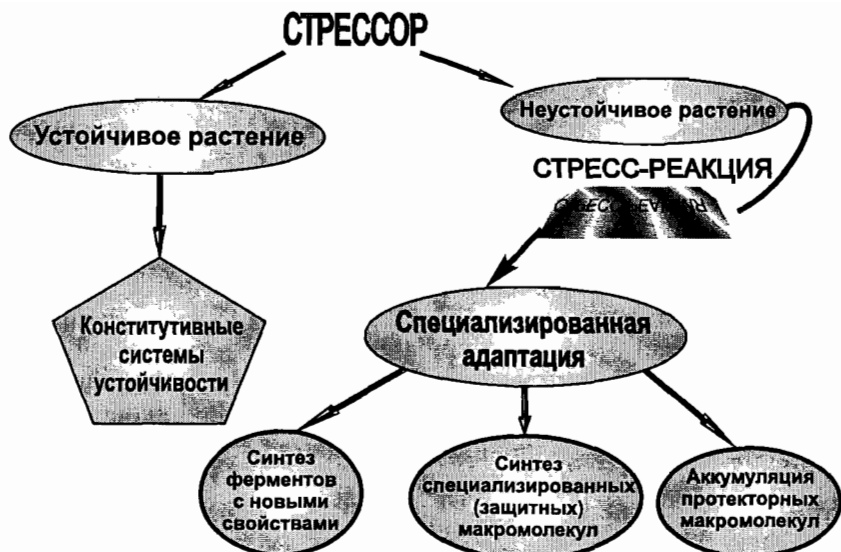 СТРЕССОР
Устойчивое растение
Неустойчивое растение
СТРЕСС-РЕАКЦИЯ
Конститутивные
системы
устойчивости
Специализированная
адаптация
Синтез
ферментов
с новыми
свойствами
Синтез
специализированных
(защитных)
макромолекул
Аккумуляция
протекторных
макромолекул